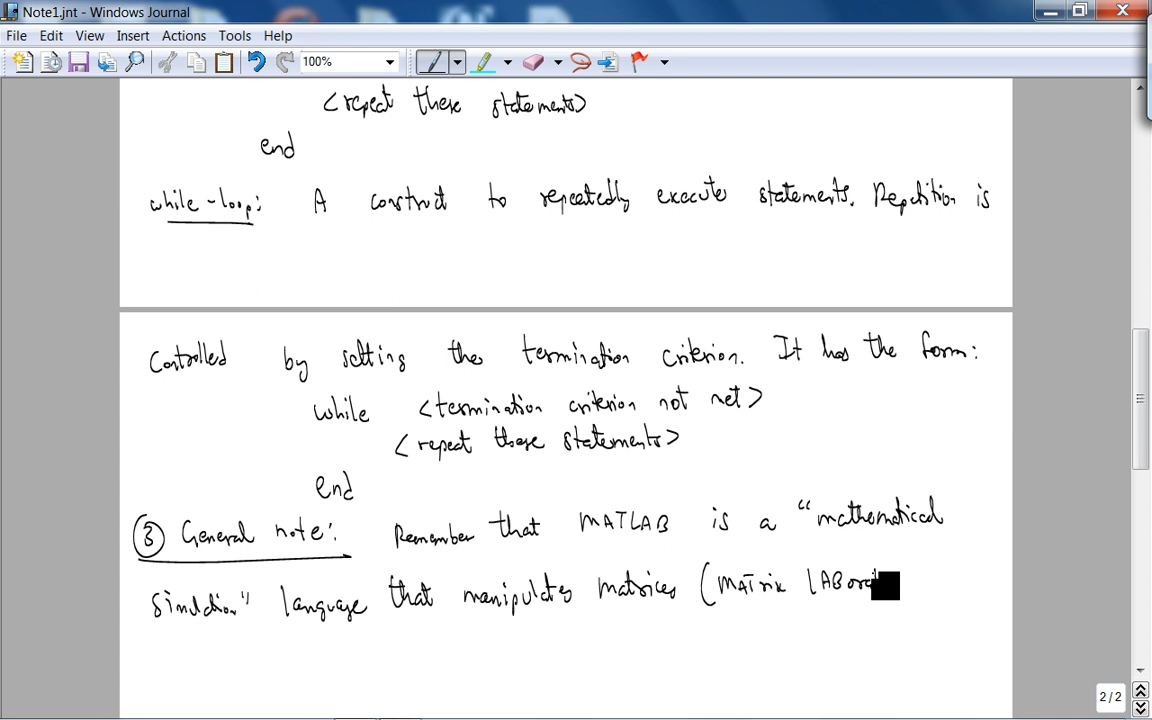 Note1.jnt - Windows Journal
File Edit View Insert Actions Tools Help
100%
<repeat these statements>
end
while-loop: A construct to repeatedly execute statements. Repetition is
Controlled by setting the termination criterion. It has the form:
while <termination criterion not met>
<repeat these statements>
end
③ General note: Remember that MATLAB is a "mathematical
simulation" language that manipulates matrices (MATrix LABora
2 / 2